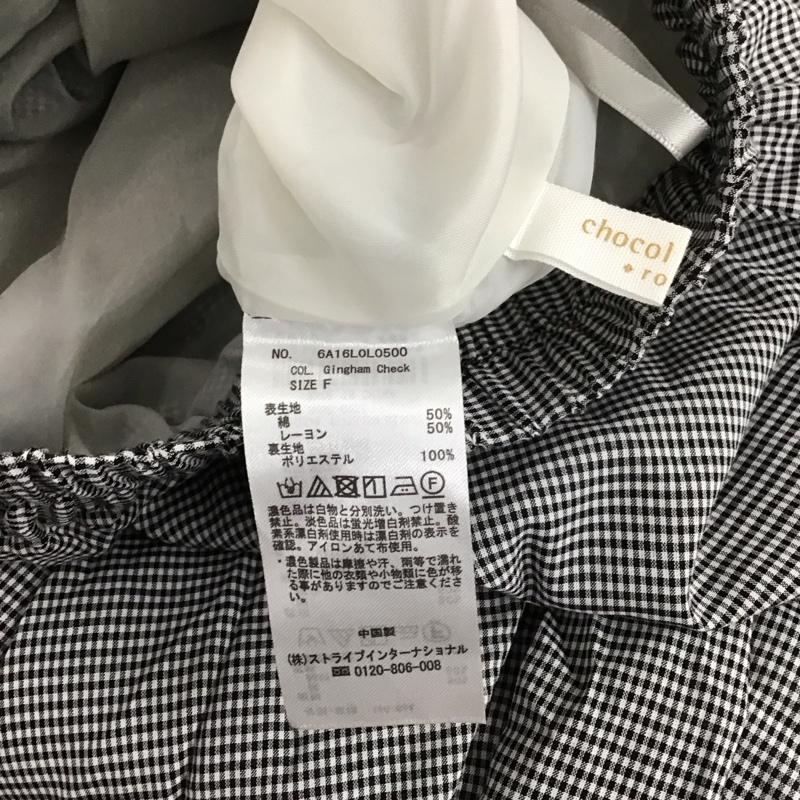 chocol
ro
NO. 6A16L0L0500
COL. Gingham Check
SIZE F
表生地
綿 50%
レーヨン 50%
裏生地
ポリエステル 100%
濃色品は白物と分別洗い。つけ置き
禁止。淡色品は蛍光増白剤禁止。酸
素系漂白剤使用時は漂白剤の表示を
確認。アイロンあて布使用。
・濃色製品は摩擦や汗、雨等で濡れ
た際に他の衣類や小物類に色が移
る事がありますのでご注意くださ
い。
中国製
(株)ストライプインターナショナル
0120-806-008